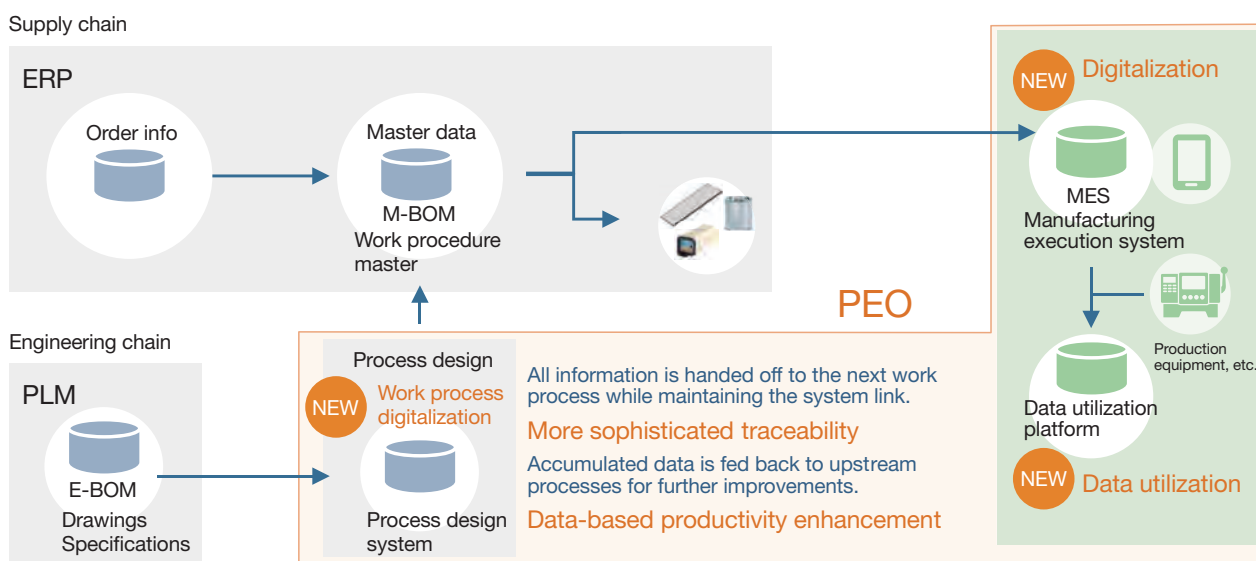 Supply chain
ERP
Order info
Master data
M-BOM
Work procedure
master
NEW
Digitalization
MES
Manufacturing
execution system
Production
equipment, etc.
Data utilization
platform
NEW
Data utilization
PEO
Engineering chain
PLM
E-BOM
Drawings
Specifications
Process design
NEW
Work process
digitalization
Process design
system
All information is handed off to the next work
process while maintaining the system link.
More sophisticated traceability
Accumulated data is fed back to upstream
processes for further improvements.
Data-based productivity enhancement